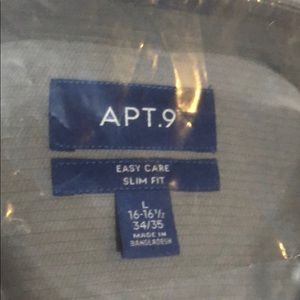 APT.9
EASY CARE
SLIM FIT
L
16-16½
34/35
MADE IN
BANGLADESH